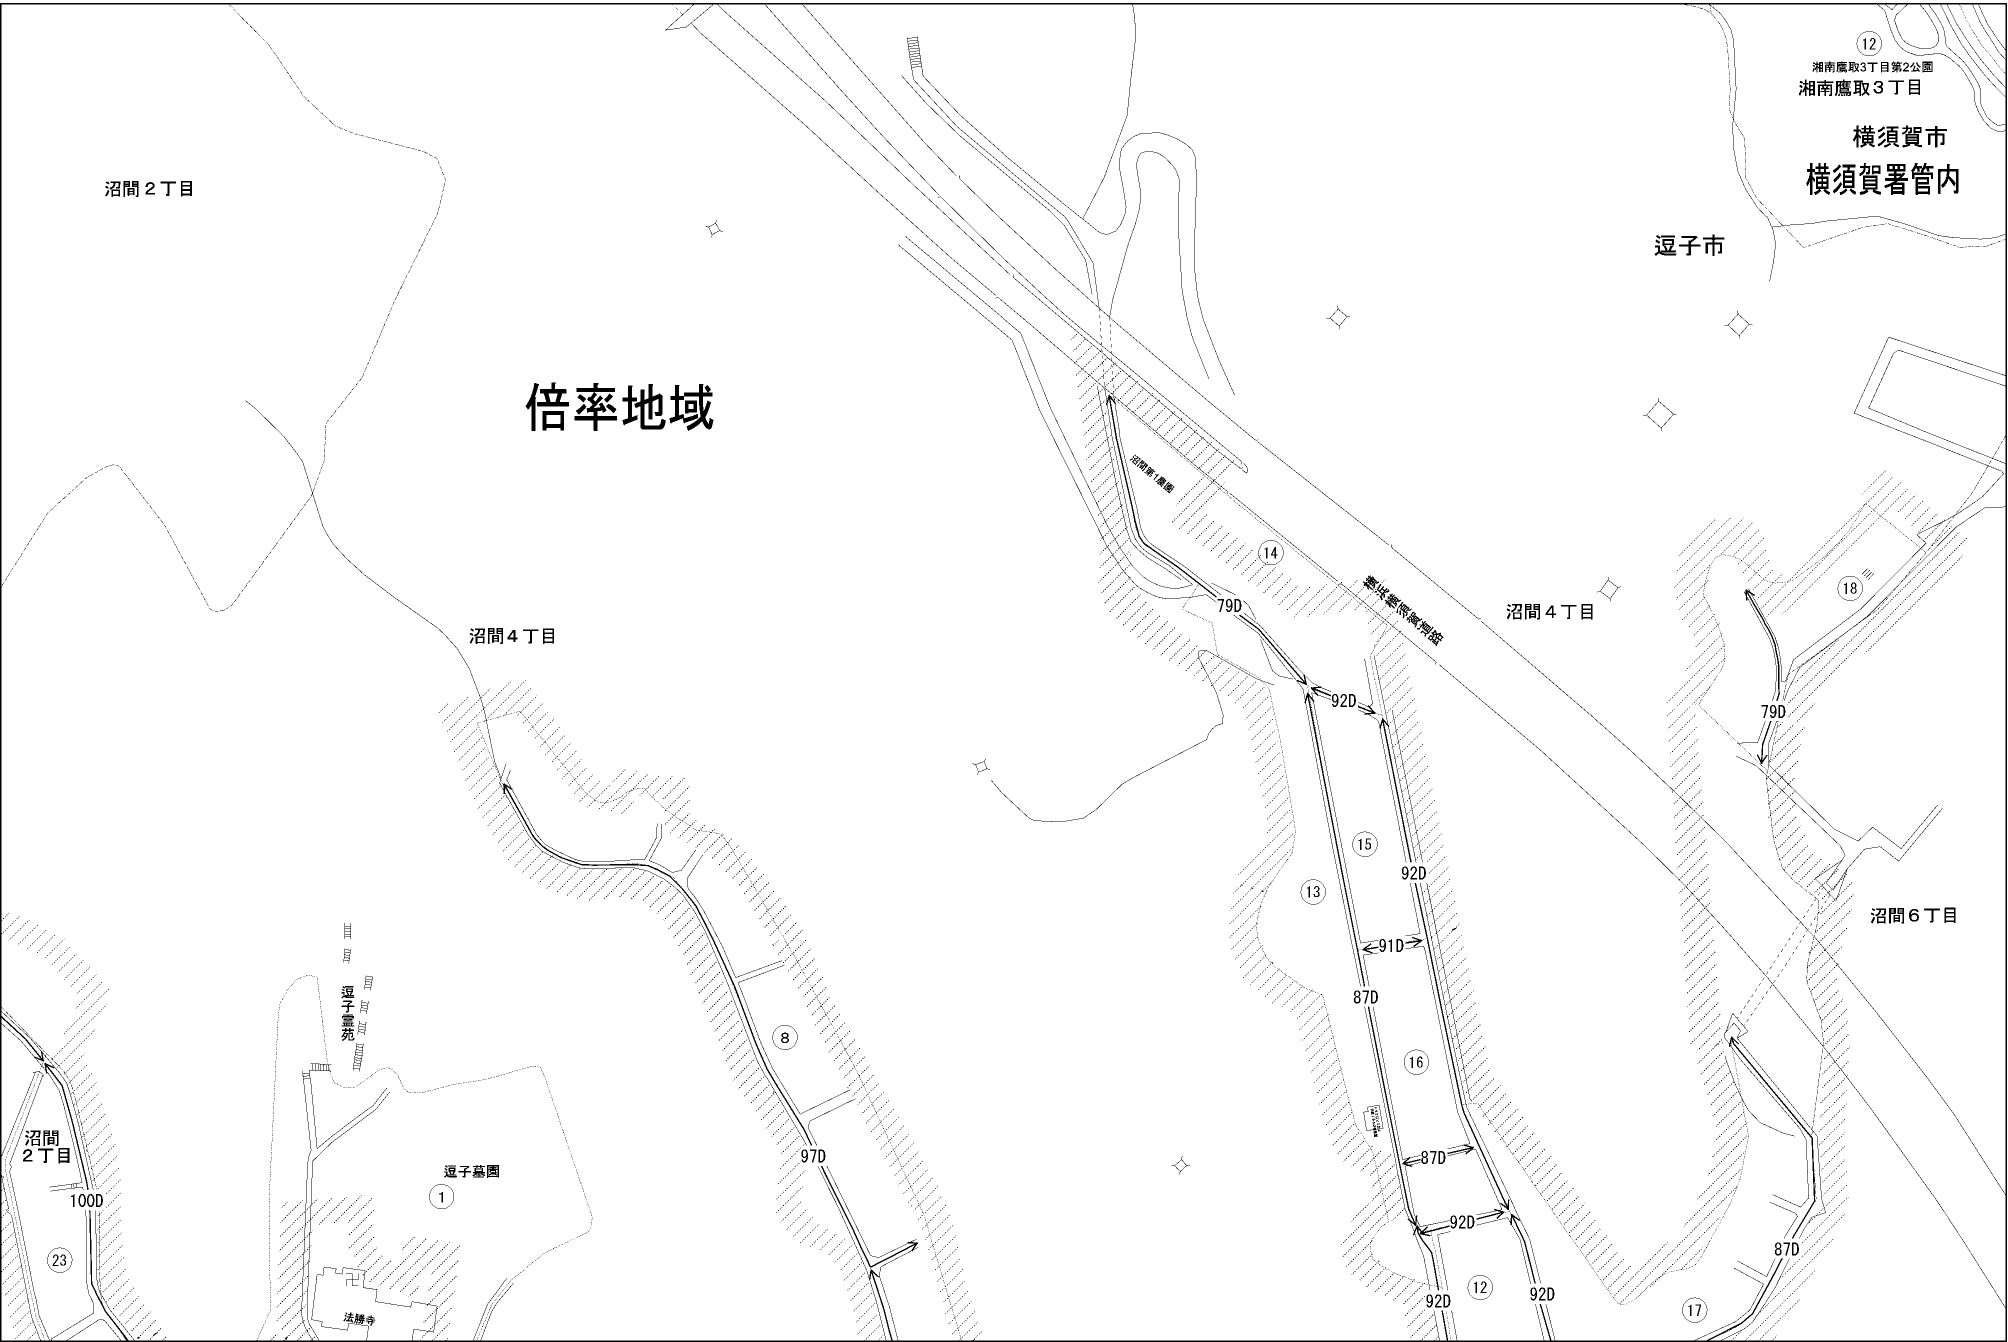 12
湘南鷹取3丁目第2公園
湘南鷹取3丁目
横須賀市
横須賀署管内
沼間2丁目
逗子市
倍率地域
沼間第1農園
14
18
79D
横浜横須賀道路
沼間4丁目
沼間4丁目
92D
79D
15
92D
13
沼間6丁目
91D
逗子霊苑
87D
8
16
沼間
2丁目
97D
87D
逗子墓園
1
100D
92D
23
87D
12
92D
92D
17
法勝寺